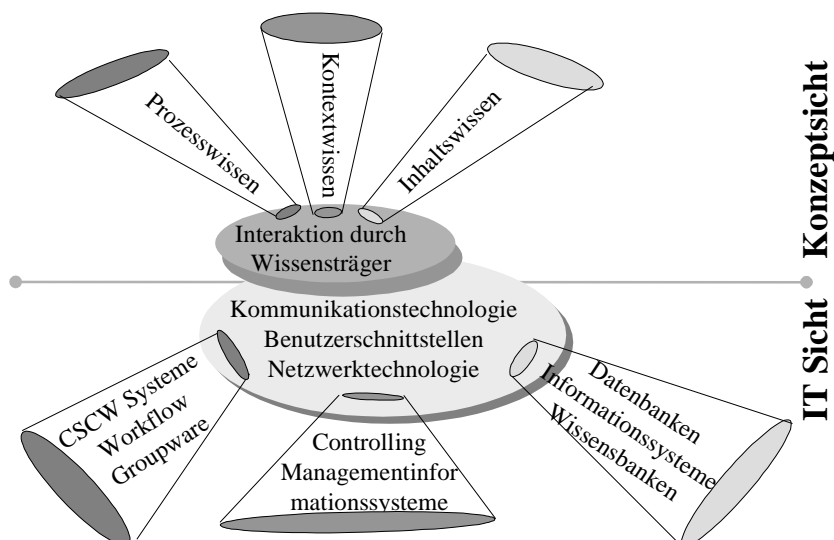 Prozesswissen
Kontextwissen
Inhaltswissen
Konzeptsicht
Interaktion durch
Wissensträger
Kommunikationstechnologie
Benutzerschnittstellen
Netzwerktechnologie
IT Sicht
CSCW Systeme
Workflow
Groupware
Controlling
Managementinfor
mationssysteme
Datenbanken
Informationssysteme
Wissensbanken